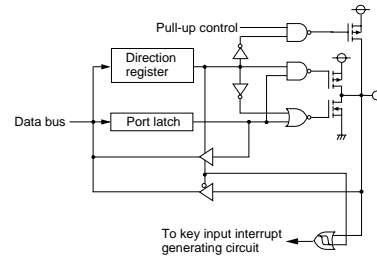 Pull-up control
Direction
register
Data bus
Port latch
To key input interrupt
generating circuit